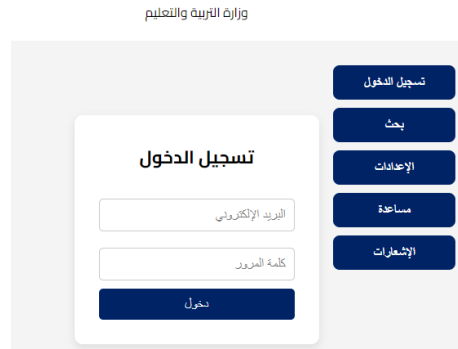 وزارة التربية والتعليم
تسجيل الدخول
بحث
الإعدادات
مساعدة
الإشعارات
تسجيل الدخول
البريد الإلكتروني
كلمة المرور
دخول